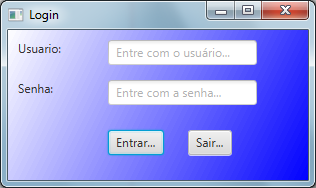 Login
Usuario: Entre com o usuário...
Senha: Entre com a senha...
Entrar... Sair...